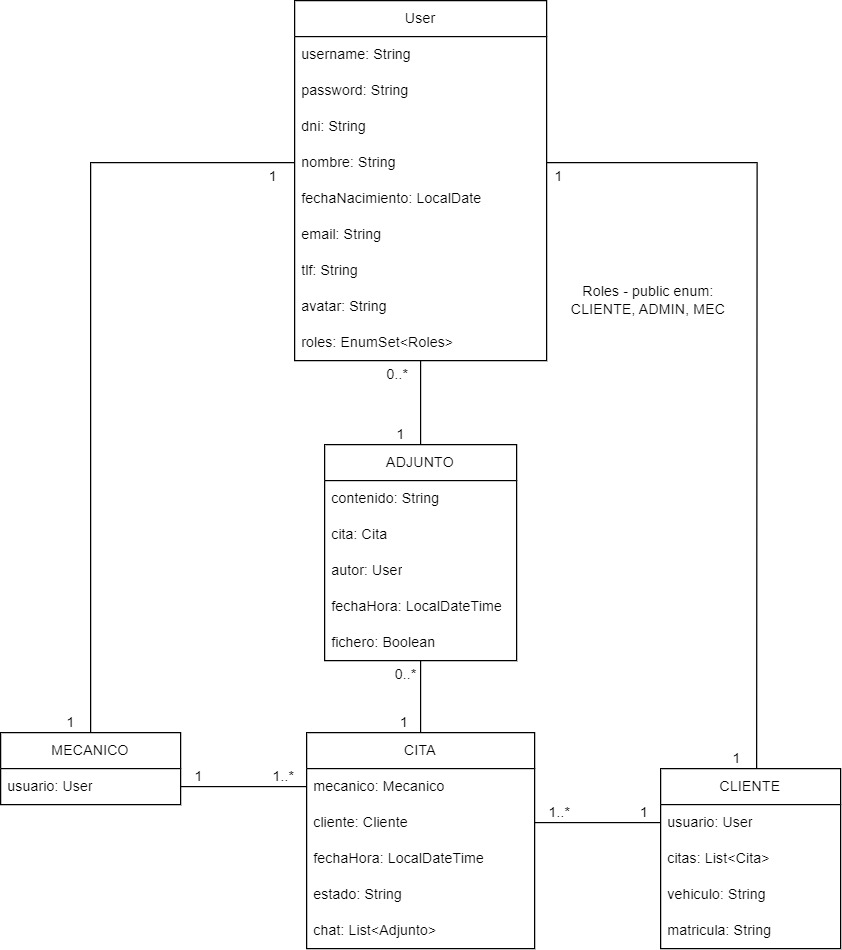 User
username: String
password: String
dni: String
nombre: String
fechaNacimiento: LocalDate
email: String
tlf: String
avatar: String
roles: EnumSet<Roles>
1
1
Roles - public enum:
CLIENTE, ADMIN, MEC
0..*
1
ADJUNTO
contenido: String
cita: Cita
autor: User
fechaHora: LocalDateTime
fichero: Boolean
0..*
1
1
MECANICO
usuario: User
1
1..*
CITA
mecanico: Mecanico
cliente: Cliente
fechaHora: LocalDateTime
estado: String
chat: List<Adjunto>
1..*
1
1
CLIENTE
usuario: User
citas: List<Cita>
vehiculo: String
matricula: String